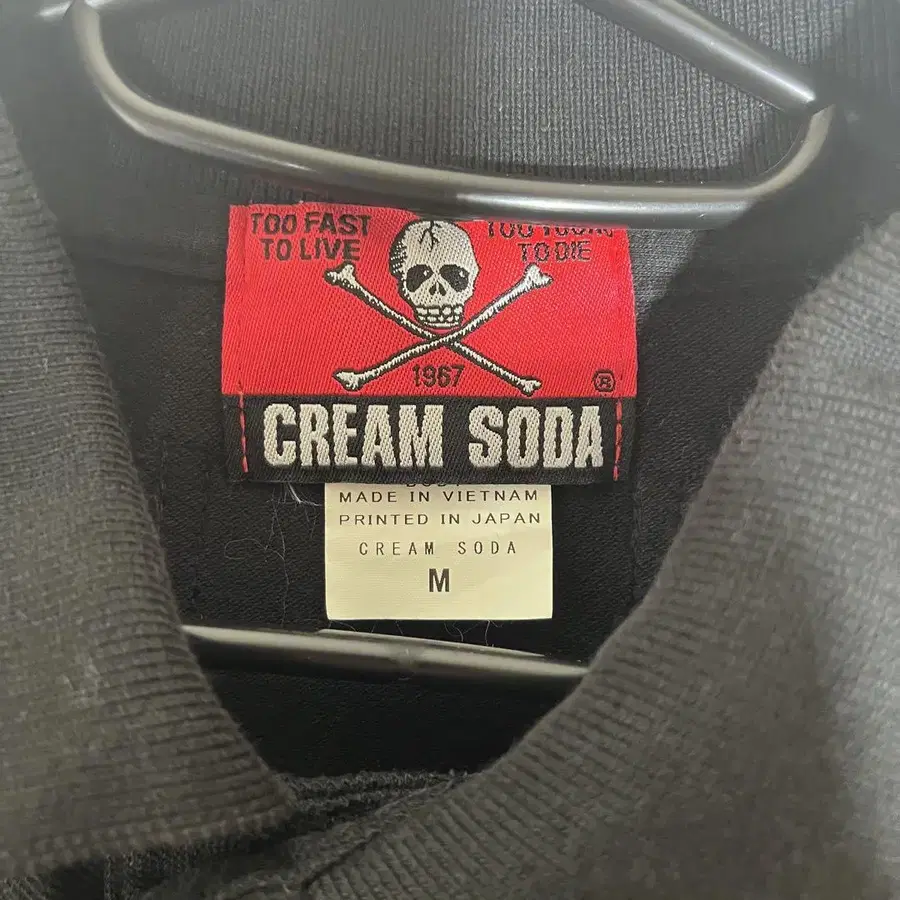 TOO FAST
TO LIVE
TOO YOUNG
TO DIE
1967
®
CREAM SODA
MADE IN VIETNAM
PRINTED IN JAPAN
CREAM SODA
M